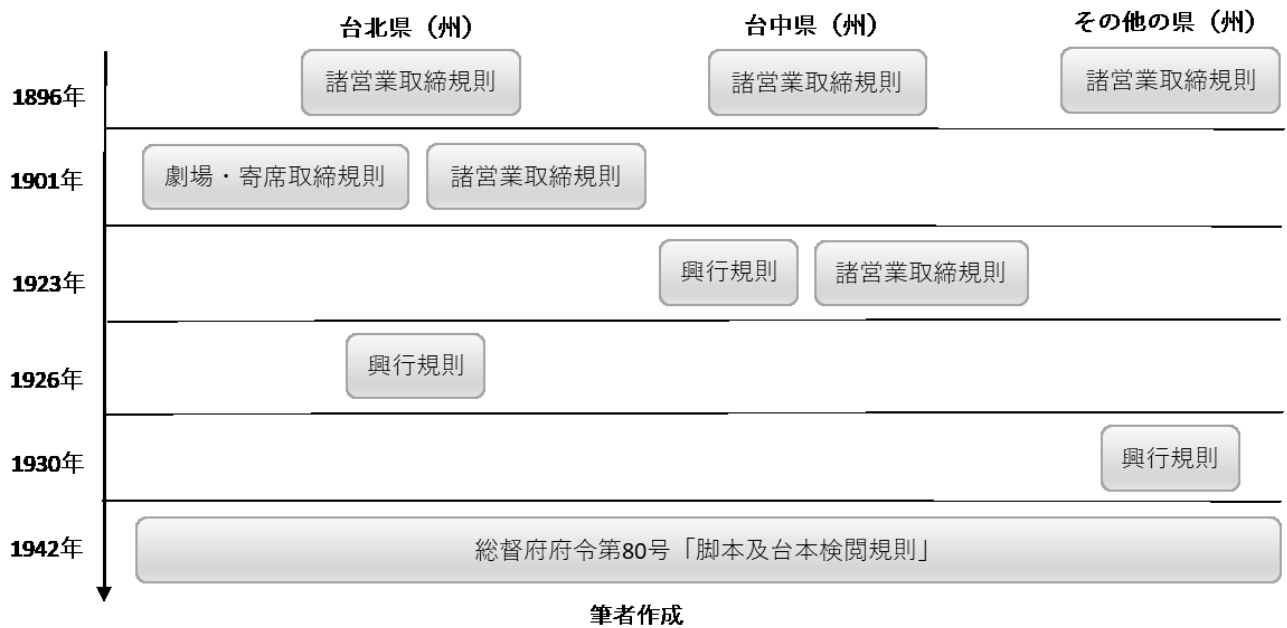 台北県（州） 台中県（州） その他の県（州）
1896年 諸営業取締規則 諸営業取締規則 諸営業取締規則
1901年 劇場・寄席取締規則 諸営業取締規則
1923年 興行規則 諸営業取締規則
1926年 興行規則
1930年 興行規則
1942年 総督府府令第80号「脚本及台本検閲規則」
筆者作成